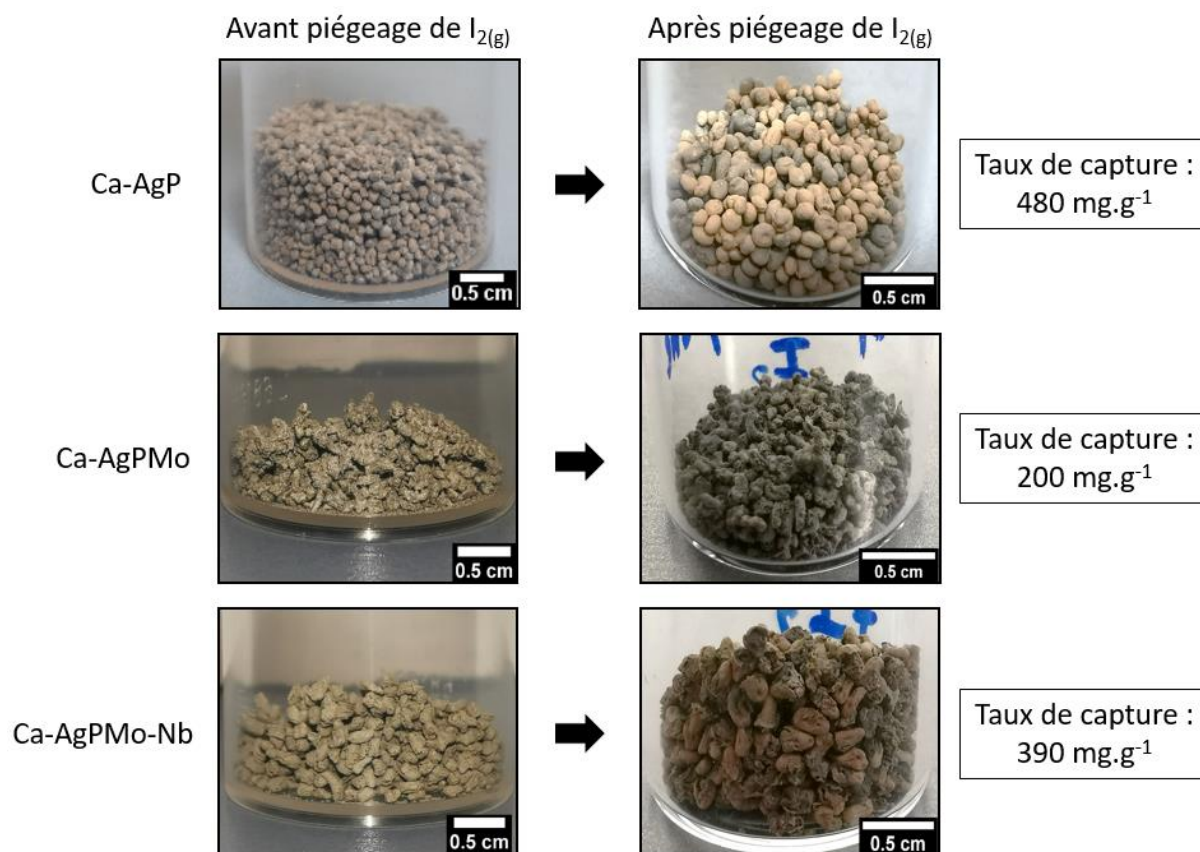 Avant piégeage de I2(g)
Après piégeage de I2(g)
Ca-AgP
0.5 cm
0.5 cm
Taux de capture :
480 mg.g-1
Ca-AgPMo
0.5 cm
0.5 cm
Taux de capture :
200 mg.g-1
Ca-AgPMo-Nb
0.5 cm
0.5 cm
Taux de capture :
390 mg.g-1